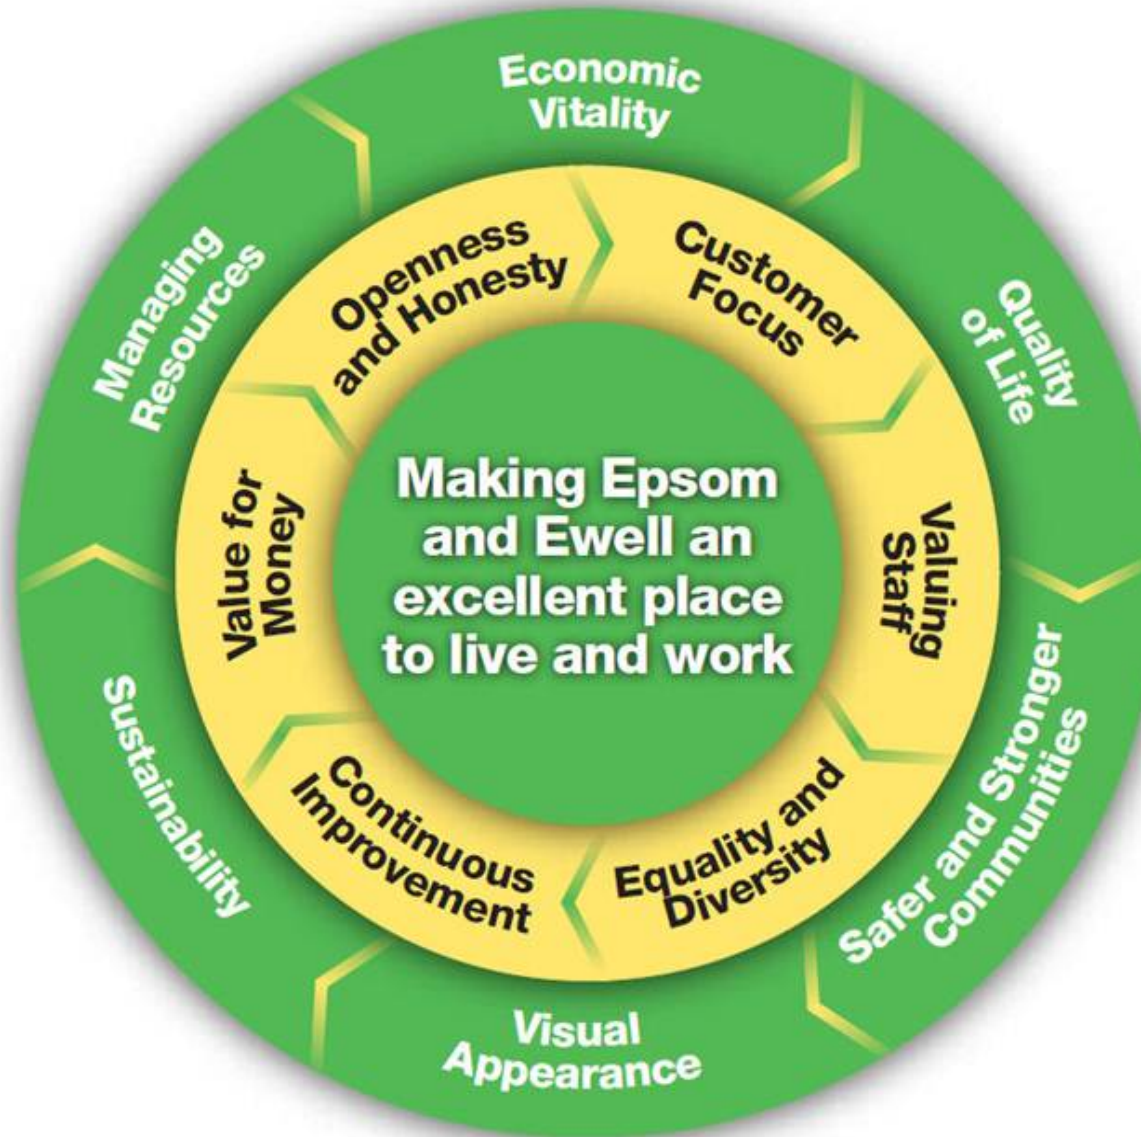 Economic
Vitality
Quality
of Life
Safer and Stronger
Communities
Visual
Appearance
Sustainability
Managing
Resources
Openness
and Honesty
Customer
Focus
Valuing
Staff
Equality and
Diversity
Continuous
Improvement
Value for
Money
Making Epsom
and Ewell an
excellent place
to live and work